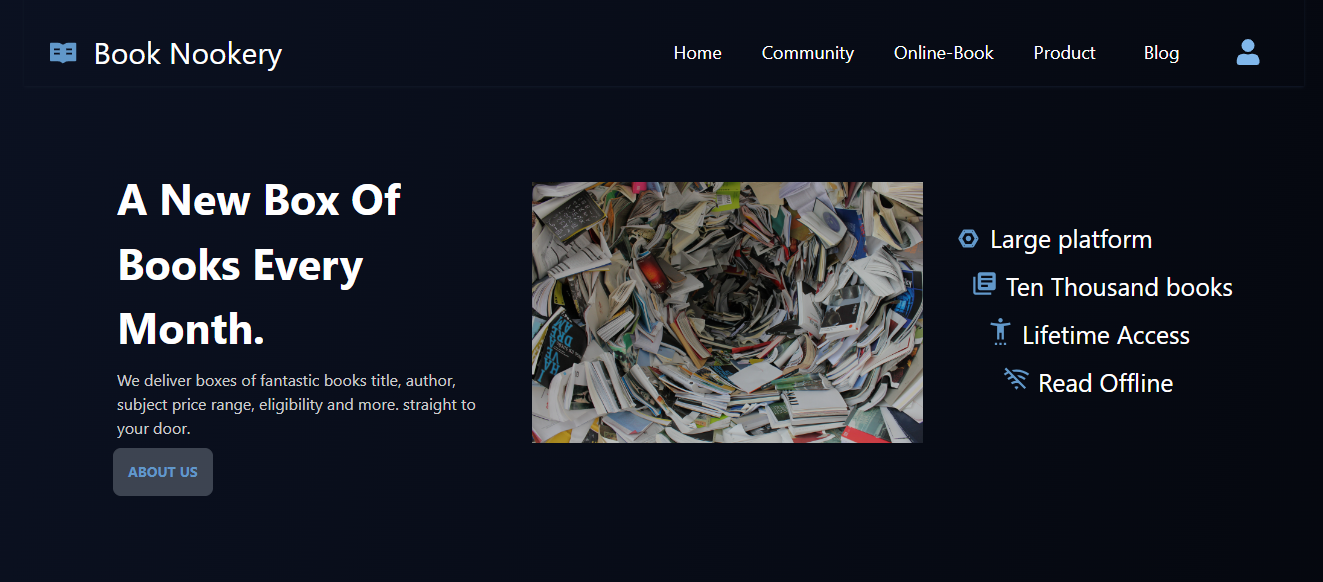 Book Nookery
Home
Community
Online-Book
Product
Blog
A New Box Of
Books Every
Month.
We deliver boxes of fantastic books title, author,
subject price range, eligibility and more. straight to
your door.
ABOUT US
Large platform
Ten Thousand books
Lifetime Access
Read Offline